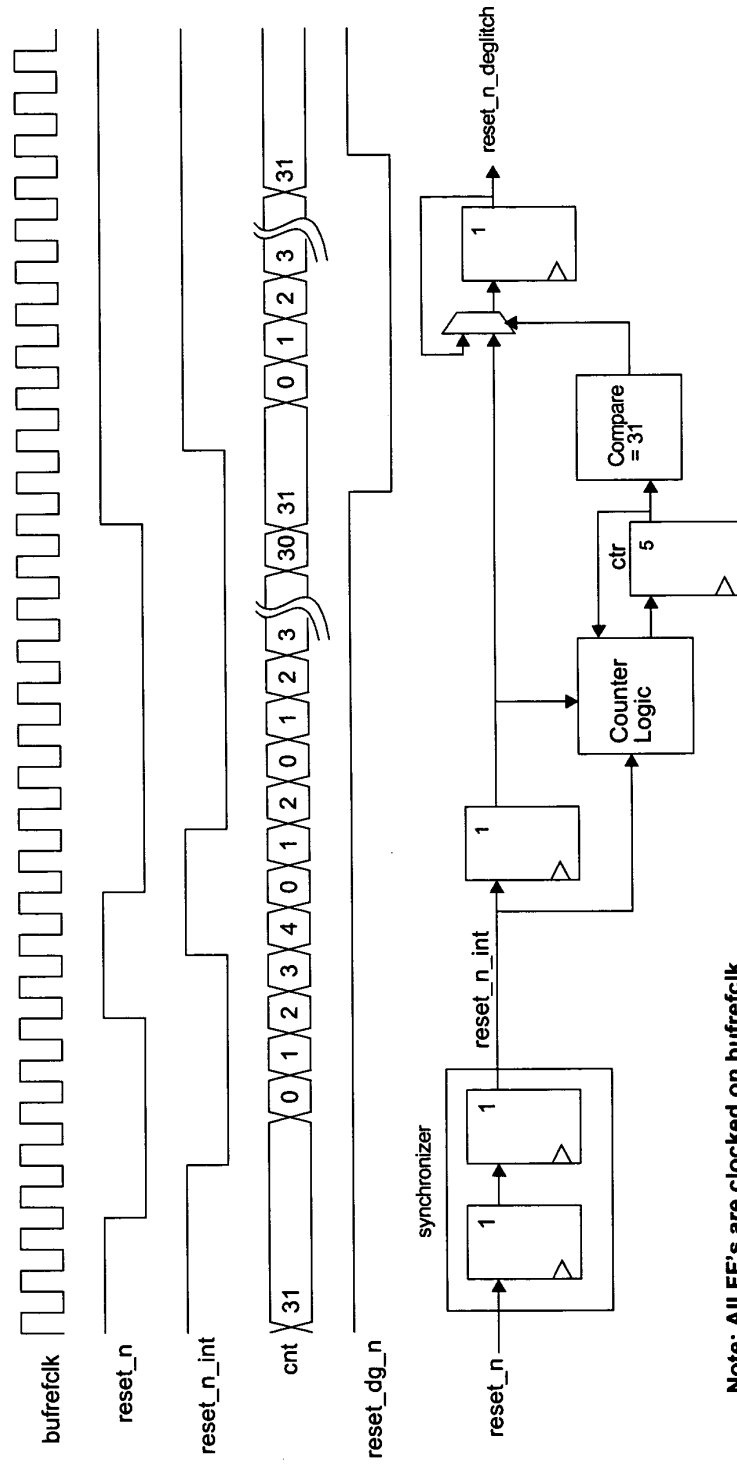 bufrefclk
reset_n
reset_n_int
cnt
31 0 1 2 3 4 0 1 2 0 1 2 3 30 31 0 1 2 3 31
reset_dg_n
synchronizer
reset_n
1
1
reset_n_int
1
Counter
Logic
ctr
5
Compare
= 31
1
reset_n_deglitch
Note: All FF's are clocked on bufrefclk